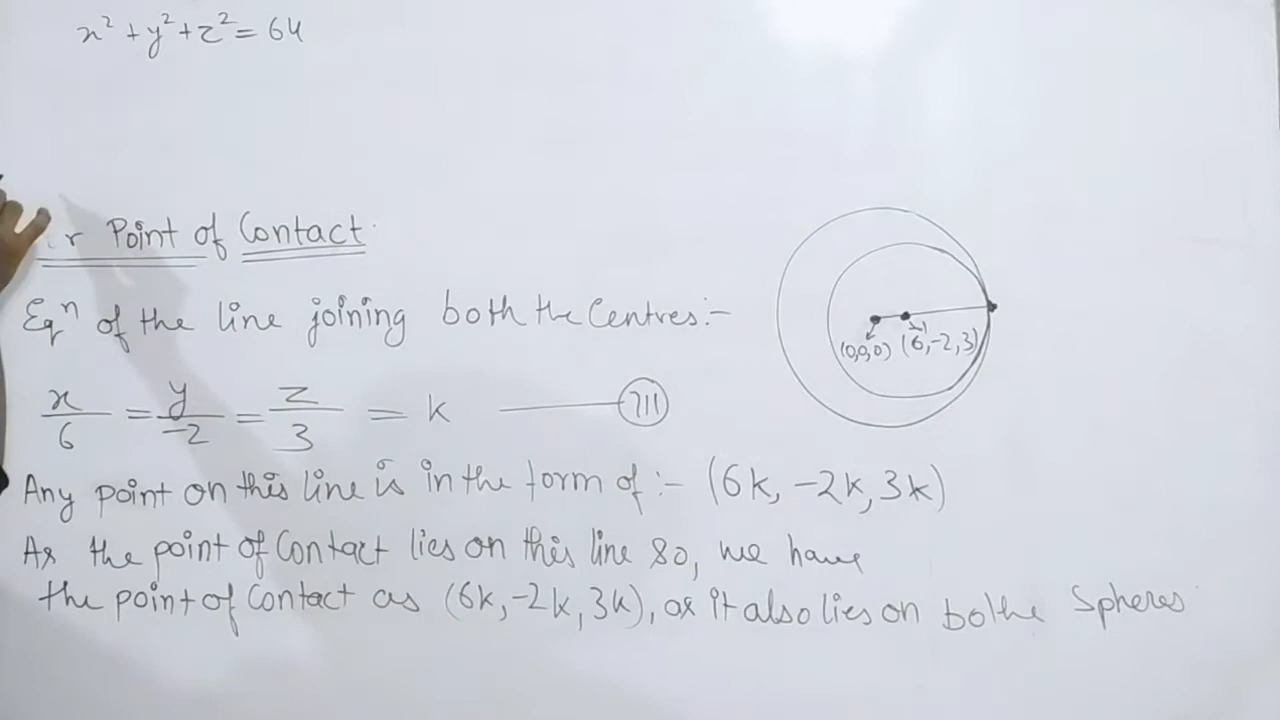 x² + y² + z² = 64
r Point of Contact
Eqⁿ of the line joining both the Centres:-
x/6 = y/-2 = z/3 = k — III
(0,0,0) (6,-2,3)
Any point on this line is in the form of :- (6k, -2k, 3k)
As the point of Contact lies on this line so, we have
the point of Contact as (6k, -2k, 3k), as it also lies on bothe Spheres